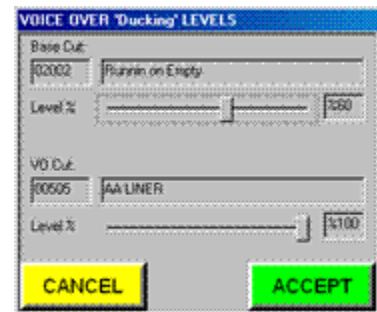 VOICE OVER 'Ducking' LEVELS
Base Cut:
02002 Runnin on Empty
Level % %60
VO Cut:
00505 AA LINER
Level % %100
CANCEL ACCEPT